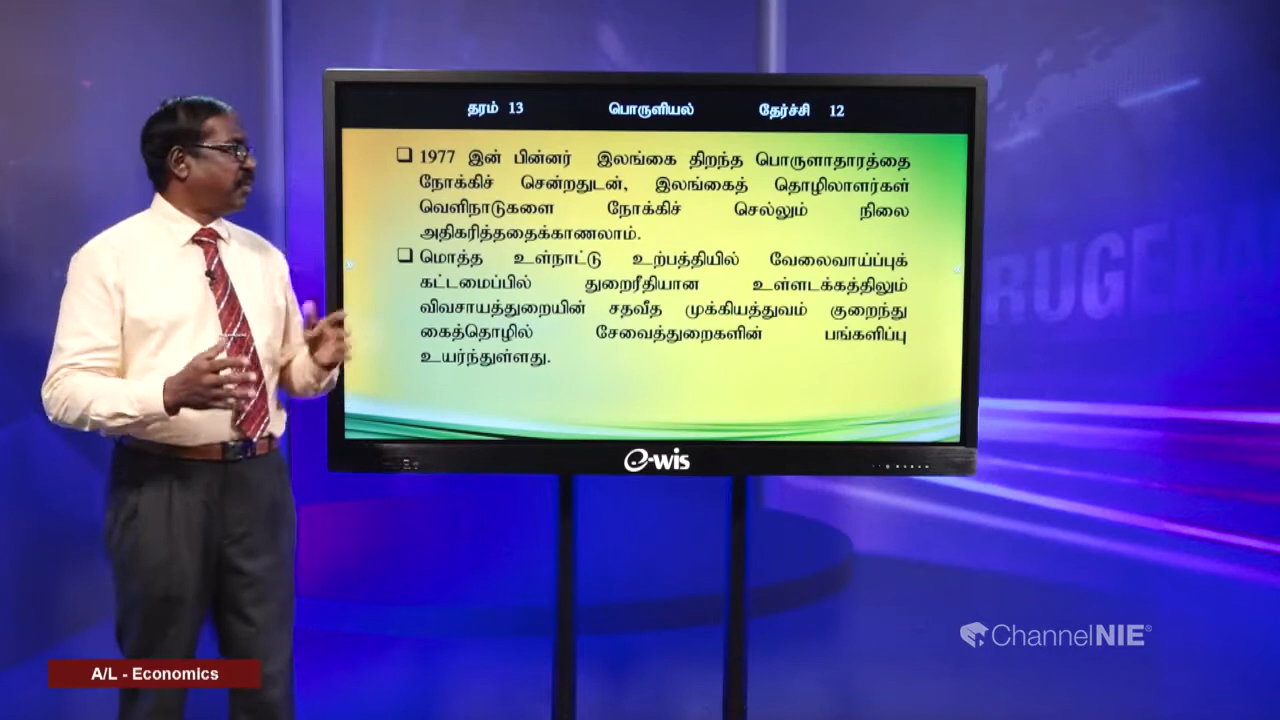 தரம் 13 பொருளியல் தேர்ச்சி 12
❑ 1977 இன் பின்னர் இலங்கை திறந்த பொருளாதாரத்தை
நோக்கிச் சென்றதுடன், இலங்கைத் தொழிலாளர்கள்
வெளிநாடுகளை நோக்கிச் செல்லும் நிலை
அதிகரித்ததைக்காணலாம்.
❑ மொத்த உள்நாட்டு உற்பத்தியில் வேலைவாய்ப்புக்
கட்டமைப்பில் துறைரீதியான உள்ளடக்கத்திலும்
விவசாயத்துறையின் சதவீத முக்கியத்துவம் குறைந்து
கைத்தொழில் சேவைத்துறைகளின் பங்களிப்பு
உயர்ந்துள்ளது.
e-wis
ChannelNIE®
A/L - Economics